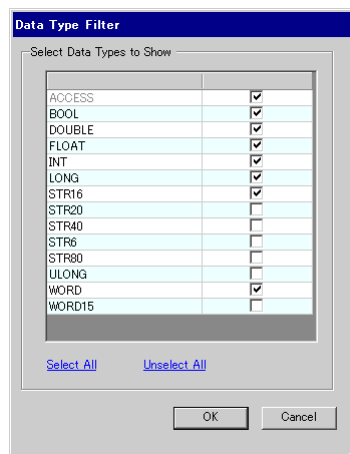 Data Type Filter
Select Data Types to Show
ACCESS
BOOL
DOUBLE
FLOAT
INT
LONG
STR16
STR20
STR40
STR6
STR80
ULONG
WORD
WORD15
Select All Unselect All
OK Cancel